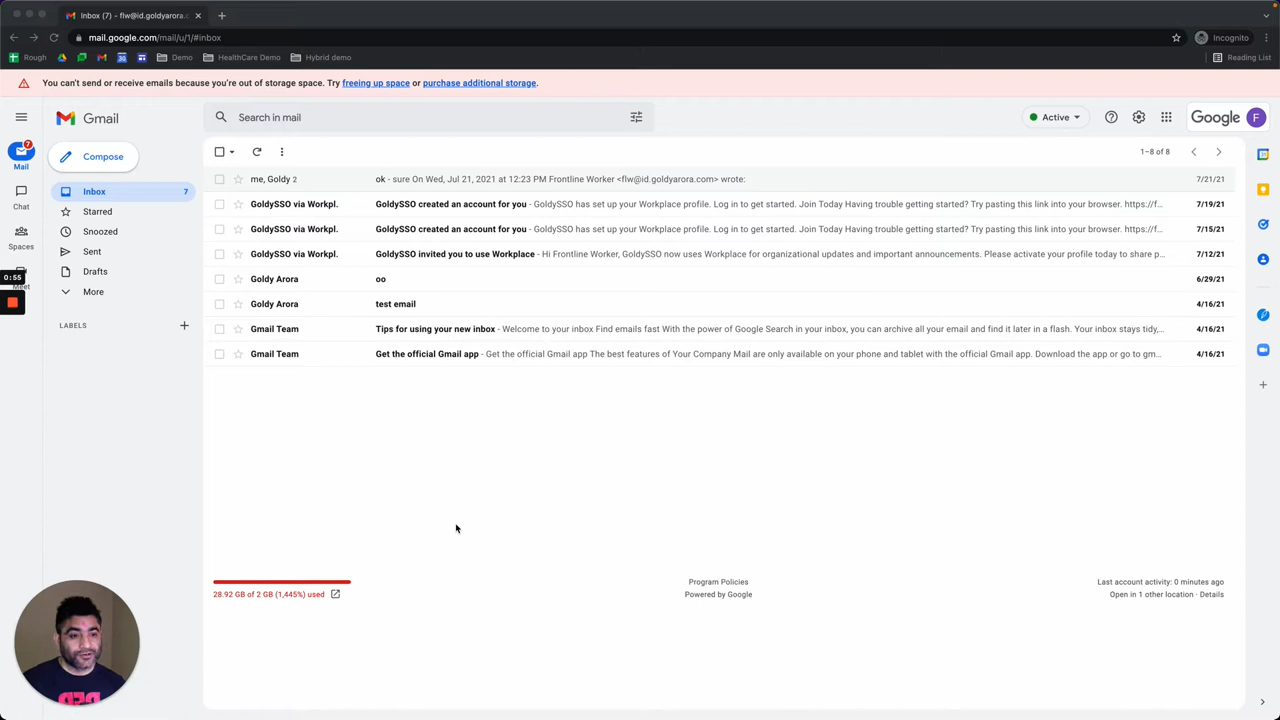 Inbox (7) - flw@id.goldyarora.c
mail.google.com/mail/u/1/#inbox
Incognito
Rough
Demo
HealthCare Demo
Hybrid demo
Reading List
You can't send or receive emails because you're out of storage space. Try freeing up space or purchase additional storage.
Gmail
Search in mail
Active
Google
F
7
Mail
Compose
1–8 of 8
Inbox 7
me, Goldy 2 ok - sure On Wed, Jul 21, 2021 at 12:23 PM Frontline Worker <flw@id.goldyarora.com> wrote: 7/21/21
Chat
Starred
GoldySSO via Workpl. GoldySSO created an account for you - GoldySSO has set up your Workplace profile. Log in to get started. Join Today Having trouble getting started? Try pasting this link into your browser. https://f... 7/19/21
Spaces
Snoozed
GoldySSO via Workpl. GoldySSO created an account for you - GoldySSO has set up your Workplace profile. Log in to get started. Join Today Having trouble getting started? Try pasting this link into your browser. https://f... 7/15/21
Sent
GoldySSO via Workpl. GoldySSO invited you to use Workplace - Hi Frontline Worker, GoldySSO now uses Workplace for organizational updates and important announcements. Please activate your profile today to share p... 7/12/21
0:55
Meet
Drafts
Goldy Arora oo 6/29/21
More
Goldy Arora test email 4/16/21
LABELS
Gmail Team Tips for using your new inbox - Welcome to your inbox Find emails fast With the power of Google Search in your inbox, you can archive all your email and find it later in a flash. Your inbox stays tidy,... 4/16/21
Gmail Team Get the official Gmail app - Get the official Gmail app The best features of Your Company Mail are only available on your phone and tablet with the official Gmail app. Download the app or go to gm... 4/16/21
28.92 GB of 2 GB (1,445%) used
Program Policies
Powered by Google
Last account activity: 0 minutes ago
Open in 1 other location · Details